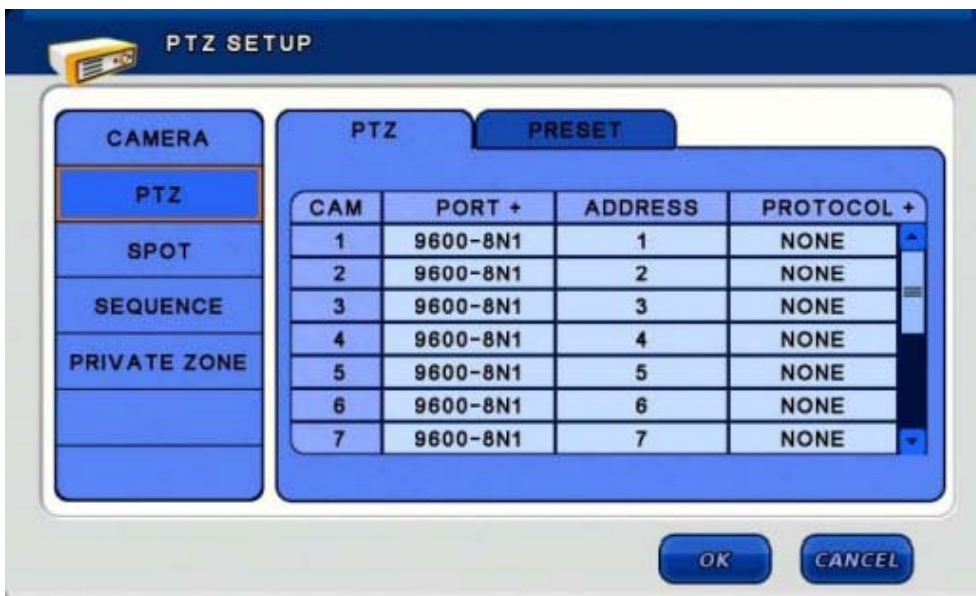 PTZ SETUP
CAMERA
PTZ
SPOT
SEQUENCE
PRIVATE ZONE
PTZ PRESET
CAM PORT + ADDRESS PROTOCOL +
1 9600-8N1 1 NONE
2 9600-8N1 2 NONE
3 9600-8N1 3 NONE
4 9600-8N1 4 NONE
5 9600-8N1 5 NONE
6 9600-8N1 6 NONE
7 9600-8N1 7 NONE
OK CANCEL